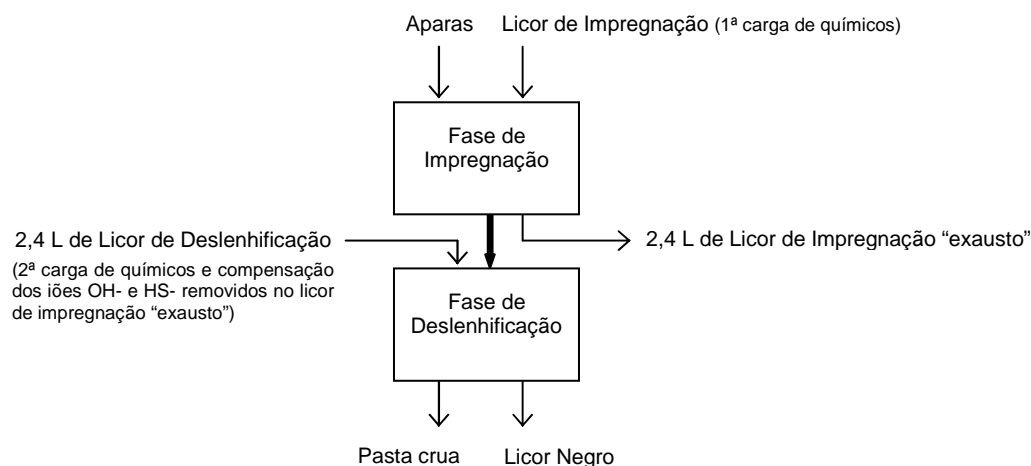 Aparas
Licor de Impregnação (1ª carga de químicos)
Fase de
Impregnação
2,4 L de Licor de Deslenhificação
(2ª carga de químicos e compensação
dos iões OH- e HS- removidos no licor
de impregnação “exausto”)
2,4 L de Licor de Impregnação “exausto”
Fase de
Deslenhificação
Pasta crua
Licor Negro